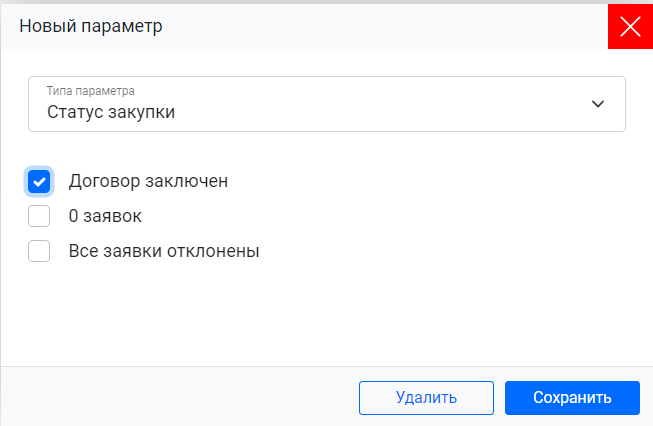 Новый параметр
Типа параметра
Статус закупки
Договор заключен
0 заявок
Все заявки отклонены
Удалить
Сохранить